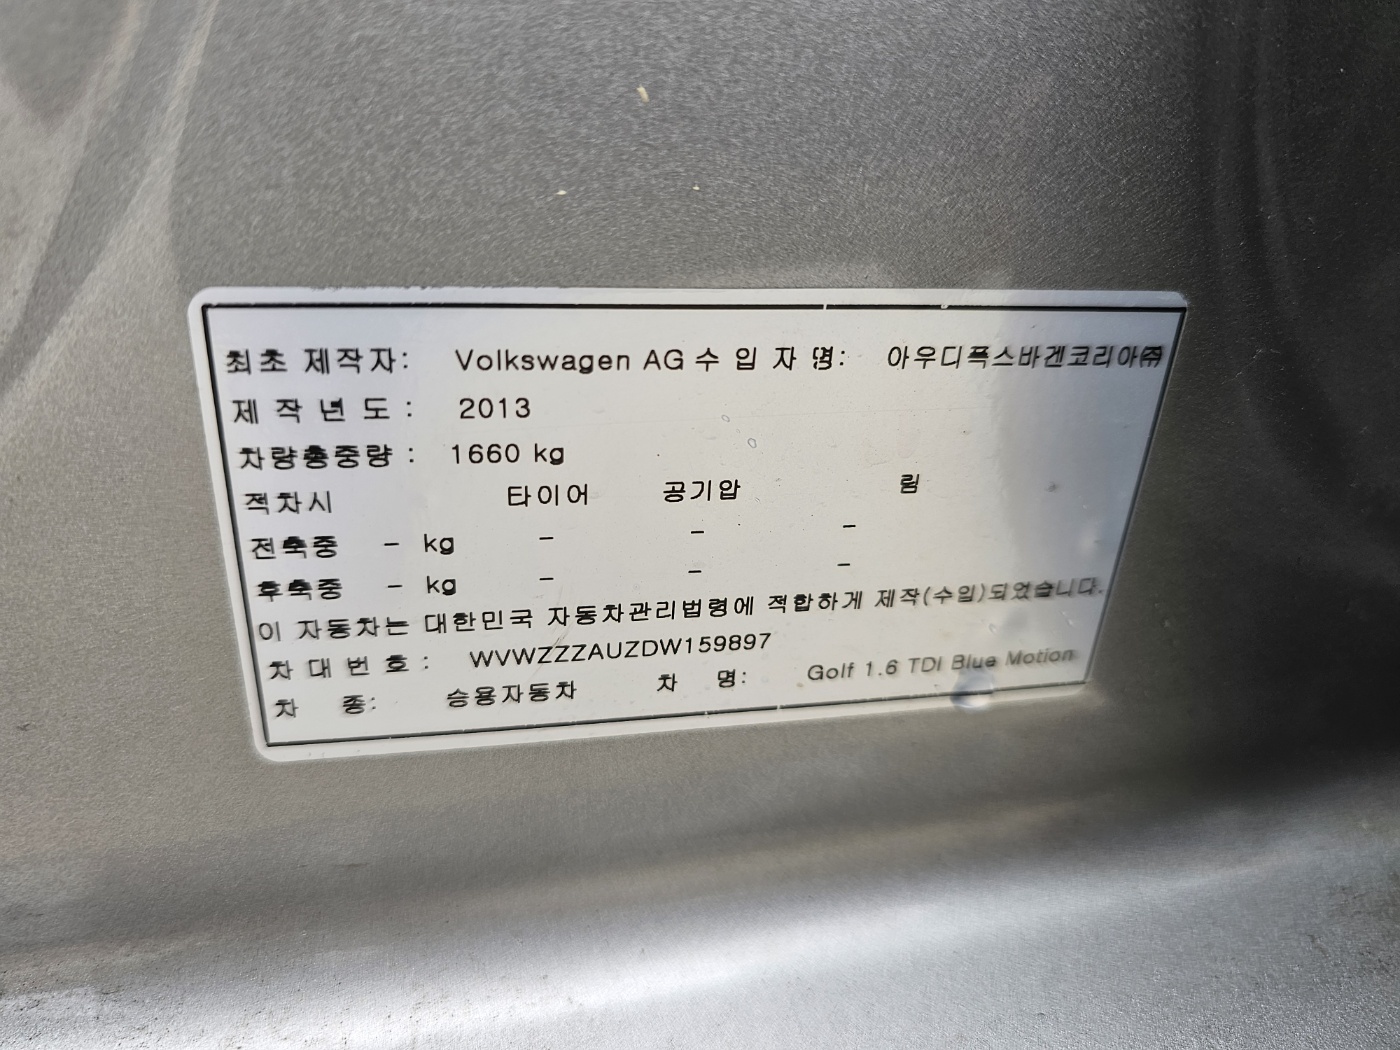 최초 제작자: Volkswagen AG 수 입 자 명: 아우디폭스바겐코리아㈜
제 작 년 도 : 2013
차량총중량 : 1660 kg
적차시 타이어 공기압 림
전축중 - kg - - -
후축중 - kg - - -
이 자동차는 대한민국 자동차관리법령에 적합하게 제작(수입)되었습니다.
차 대 번 호 : WVWZZZAUZDW159897
차 종: 승용자동차 차 명: Golf 1.6 TDI Blue Motion